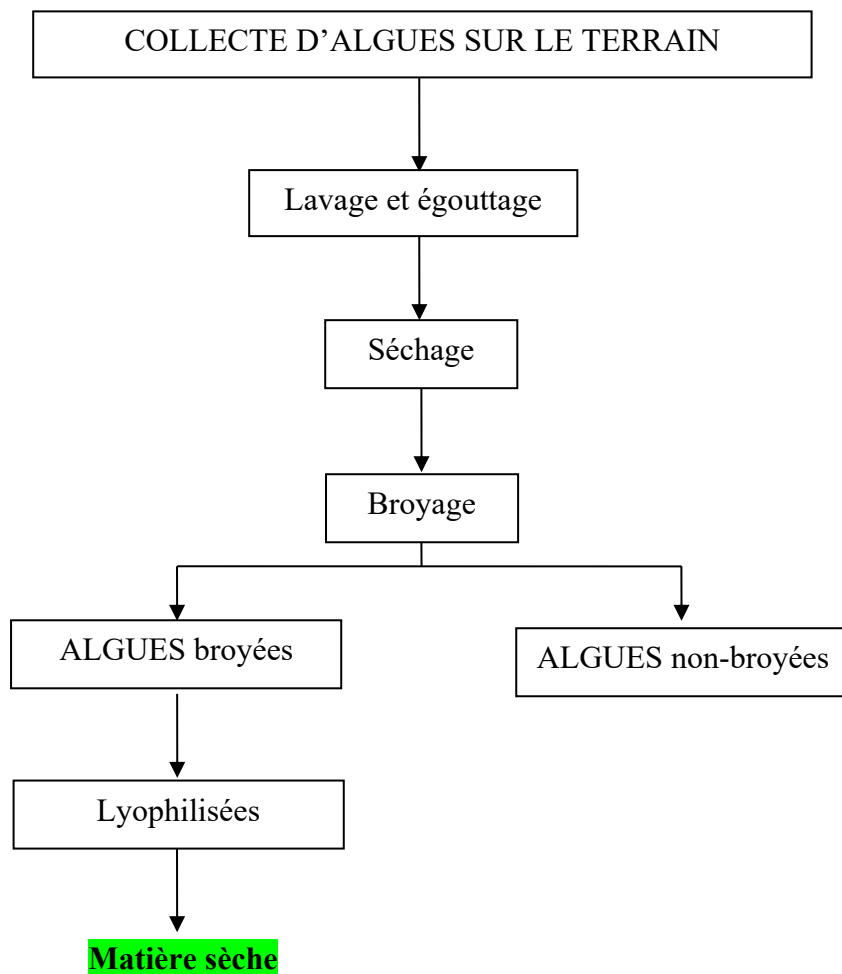 COLLECTE D’ALGUES SUR LE TERRAIN
Lavage et égouttage
Séchage
Broyage
ALGUES broyées
ALGUES non-broyées
Lyophilisées
Matière sèche